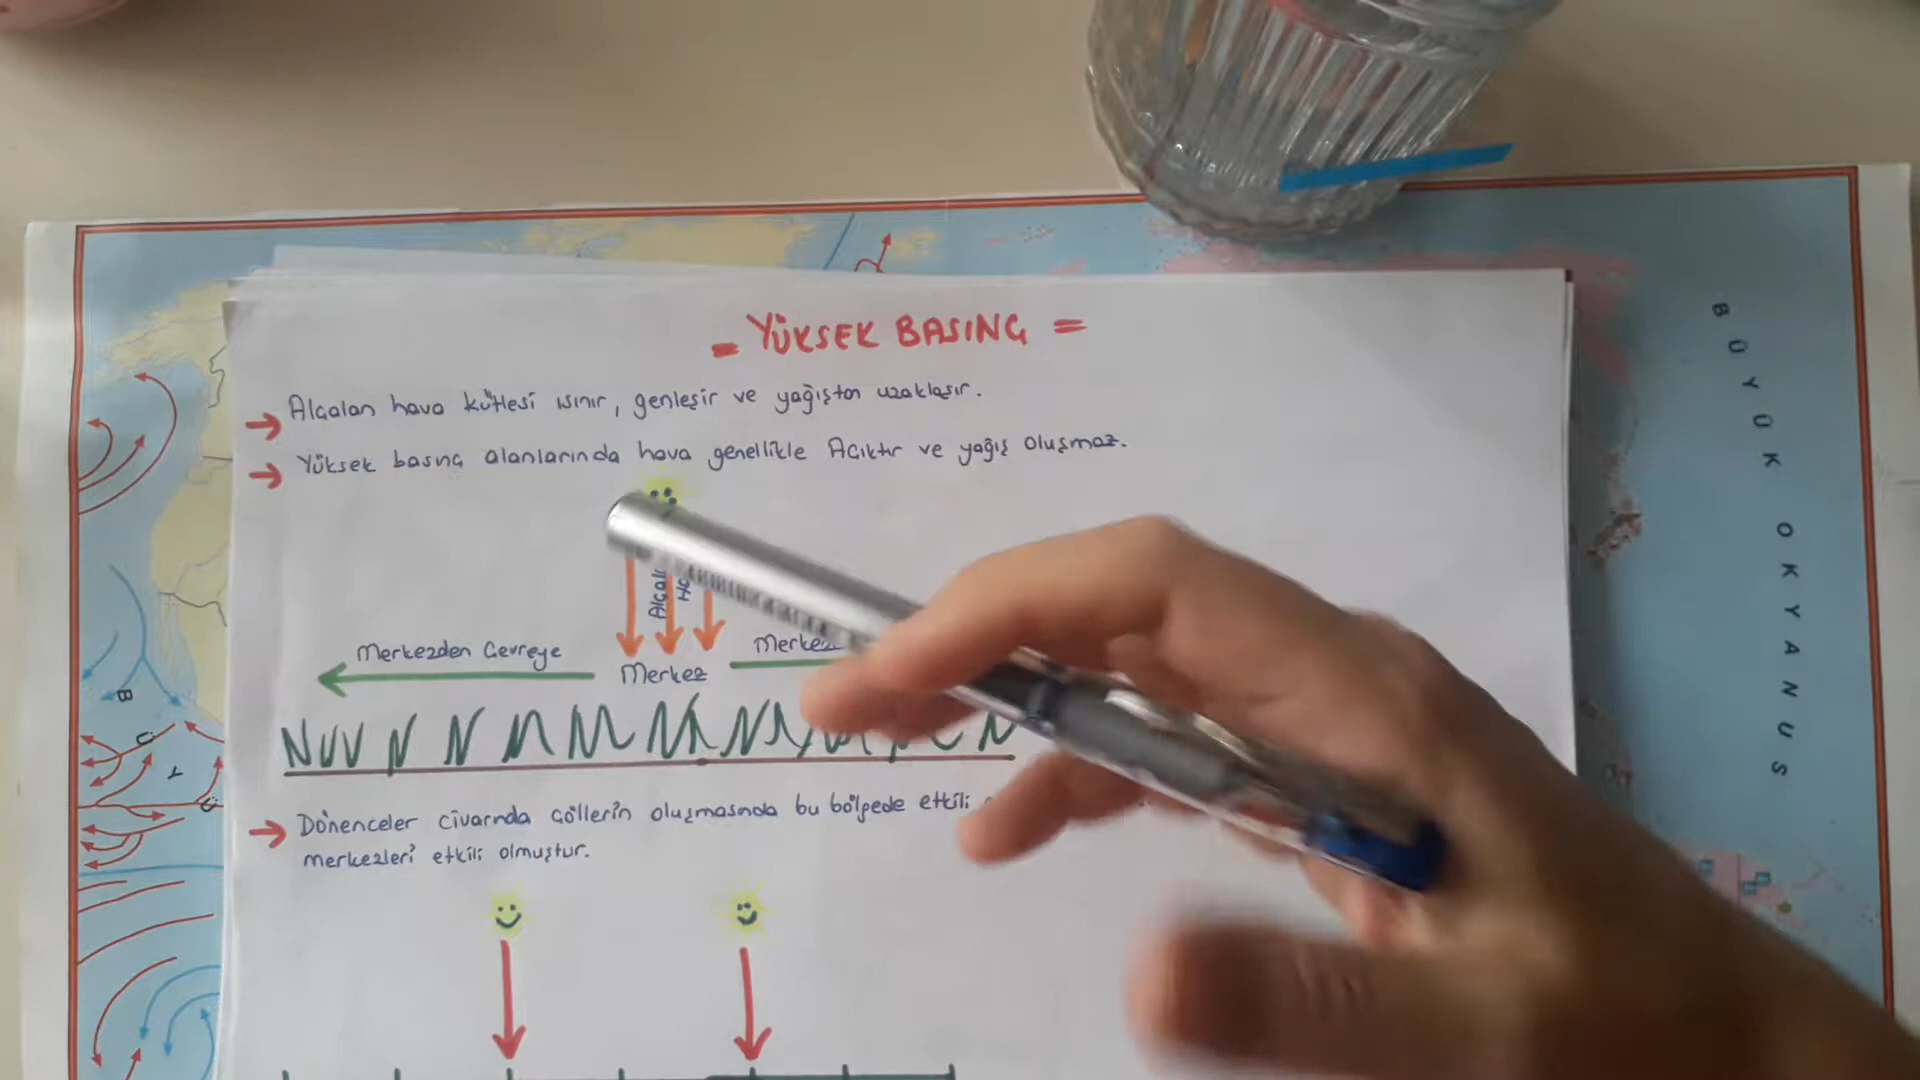 = YÜKSEK BASINÇ =
→ Alçalan hava kütlesi ısınır, genleşir ve yağıştan uzaklaşır.
→ Yüksek basınç alanlarında hava genellikle Açıktır ve yağış oluşmaz.
Merkezden Çevreye
Merkez
→ Dönenceler civarında Çöllerin oluşmasında bu bölgede etkili
merkezleri etkili olmuştur.
BÜYÜK OKYANUS
B